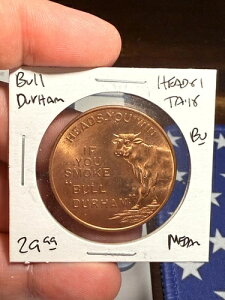 Bull
Durham
HEADS/
TAILS
BU
HEADS-YOU WIN
IF
YOU
SMOKE
BULL
DURHAM
29.99
MEDAL